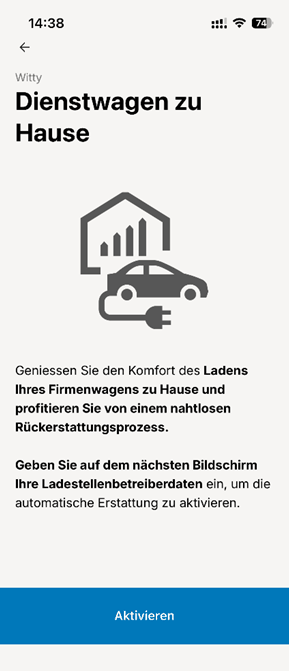 14:38
74
Witty
Dienstwagen zu
Hause
Geniessen Sie den Komfort des Ladens
Ihres Firmenwagens zu Hause und
profitieren Sie von einem nahtlosen
Rückerstattungsprozess.
Geben Sie auf dem nächsten Bildschirm
Ihre Ladestellenbetreiberdaten ein, um die
automatische Erstattung zu aktivieren.
Aktivieren